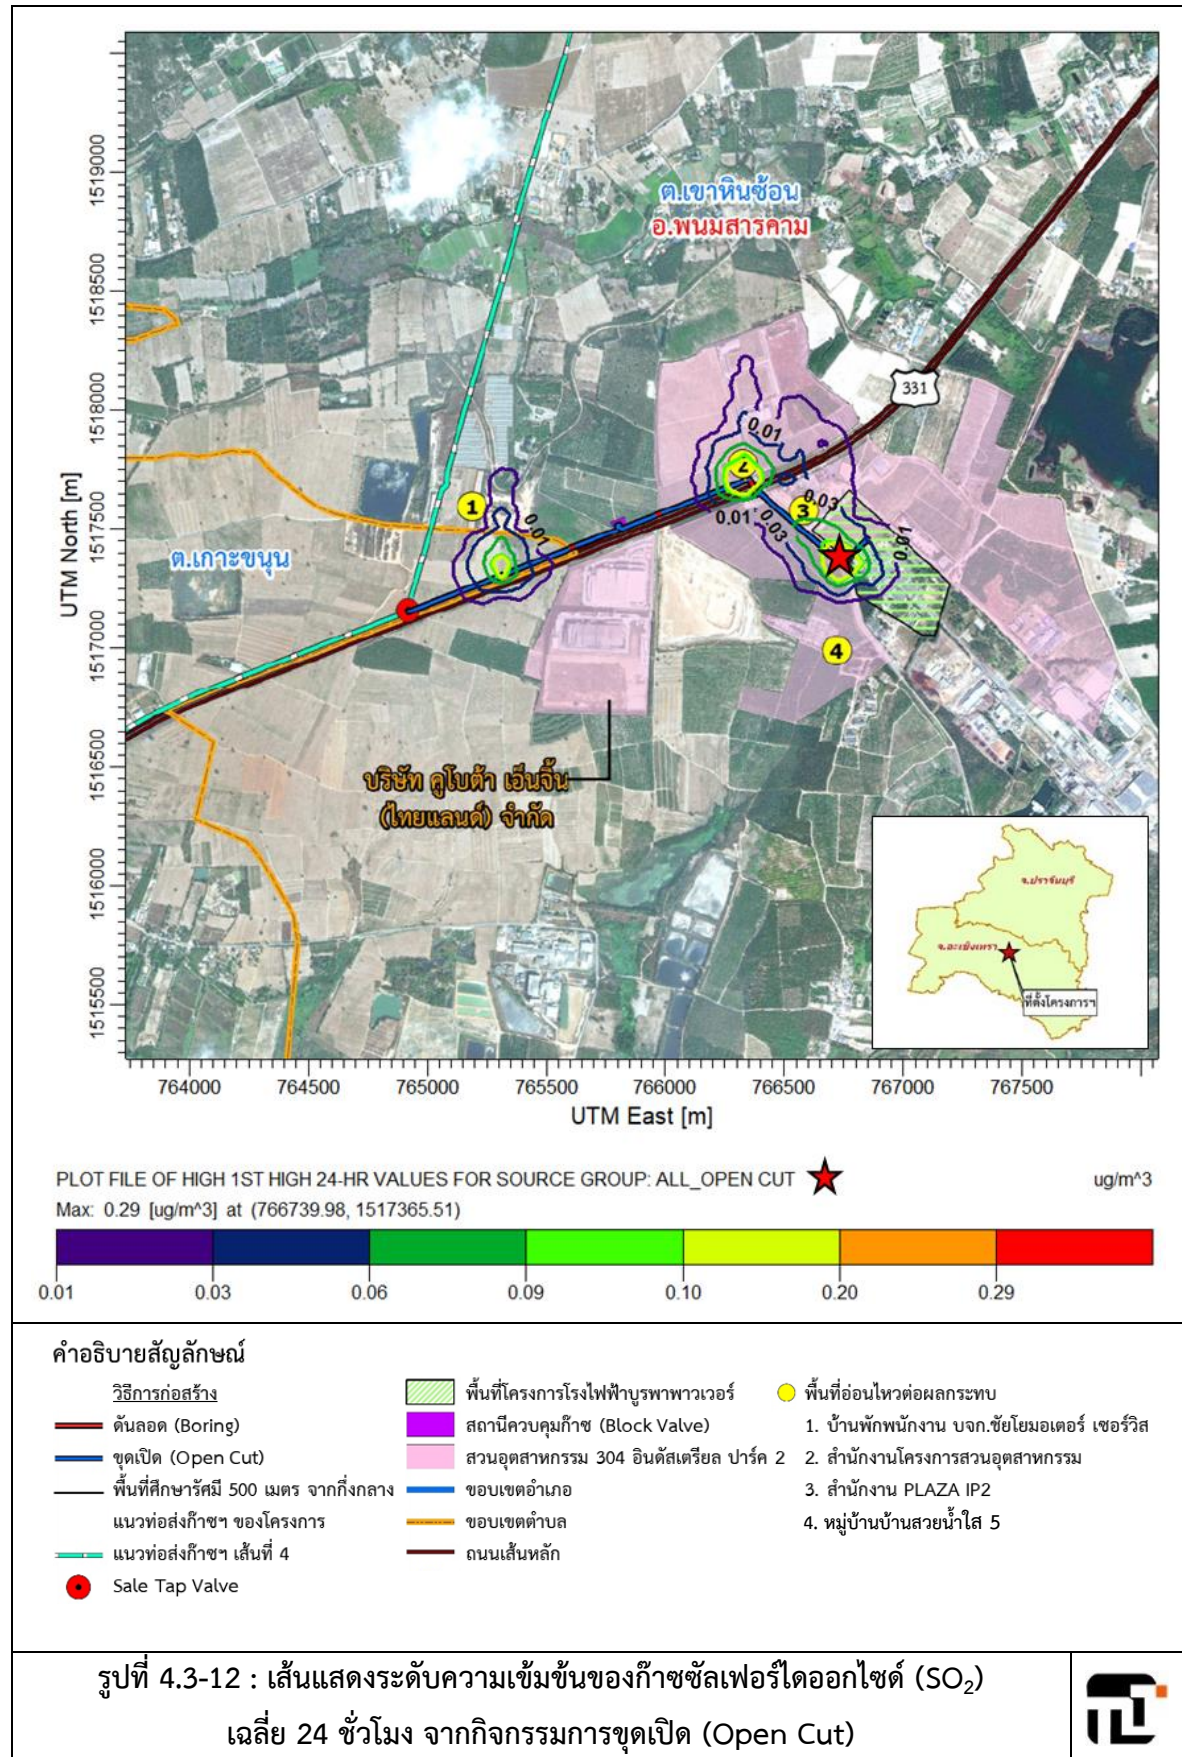 ต.เขาหินซ้อน
อ.พนมสารคาม
331
0.01
0.01
0.03
0.03
0.01
0.01
1
2
3
4
ต.เกาะขนุน
บริษัท คูโบต้า เอ็นจิ้น
(ไทยแลนด์) จำกัด
จ.ปราจีนบุรี
จ.ฉะเชิงเทรา
ที่ตั้งโครงการฯ
UTM North [m]
1519000
1518500
1518000
1517500
1517000
1516500
1516000
1515500
764000 764500 765000 765500 766000 766500 767000 767500
UTM East [m]
PLOT FILE OF HIGH 1ST HIGH 24-HR VALUES FOR SOURCE GROUP: ALL_OPEN CUT ug/m^3
Max: 0.29 [ug/m^3] at (766739.98, 1517365.51)
0.01 0.03 0.06 0.09 0.10 0.20 0.29
คำอธิบายสัญลักษณ์
วิธีการก่อสร้าง
ดันลอด (Boring)
ขุดเปิด (Open Cut)
พื้นที่ศึกษารัศมี 500 เมตร จากกึ่งกลาง
แนวท่อส่งก๊าซฯ ของโครงการ
แนวท่อส่งก๊าซฯ เส้นที่ 4
Sale Tap Valve
พื้นที่โครงการโรงไฟฟ้าบูรพาพาวเวอร์
สถานีควบคุมก๊าซ (Block Valve)
สวนอุตสาหกรรม 304 อินดัสเตรียล ปาร์ค 2
ขอบเขตอำเภอ
ขอบเขตตำบล
ถนนเส้นหลัก
พื้นที่อ่อนไหวต่อผลกระทบ
1. บ้านพักพนักงาน บจก.ชัยโยมอเตอร์ เซอร์วิส
2. สำนักงานโครงการสวนอุตสาหกรรม
3. สำนักงาน PLAZA IP2
4. หมู่บ้านบ้านสวยน้ำใส 5
รูปที่ 4.3-12 : เส้นแสดงระดับความเข้มข้นของก๊าซซัลเฟอร์ไดออกไซด์ (SO₂)
เฉลี่ย 24 ชั่วโมง จากกิจกรรมการขุดเปิด (Open Cut)